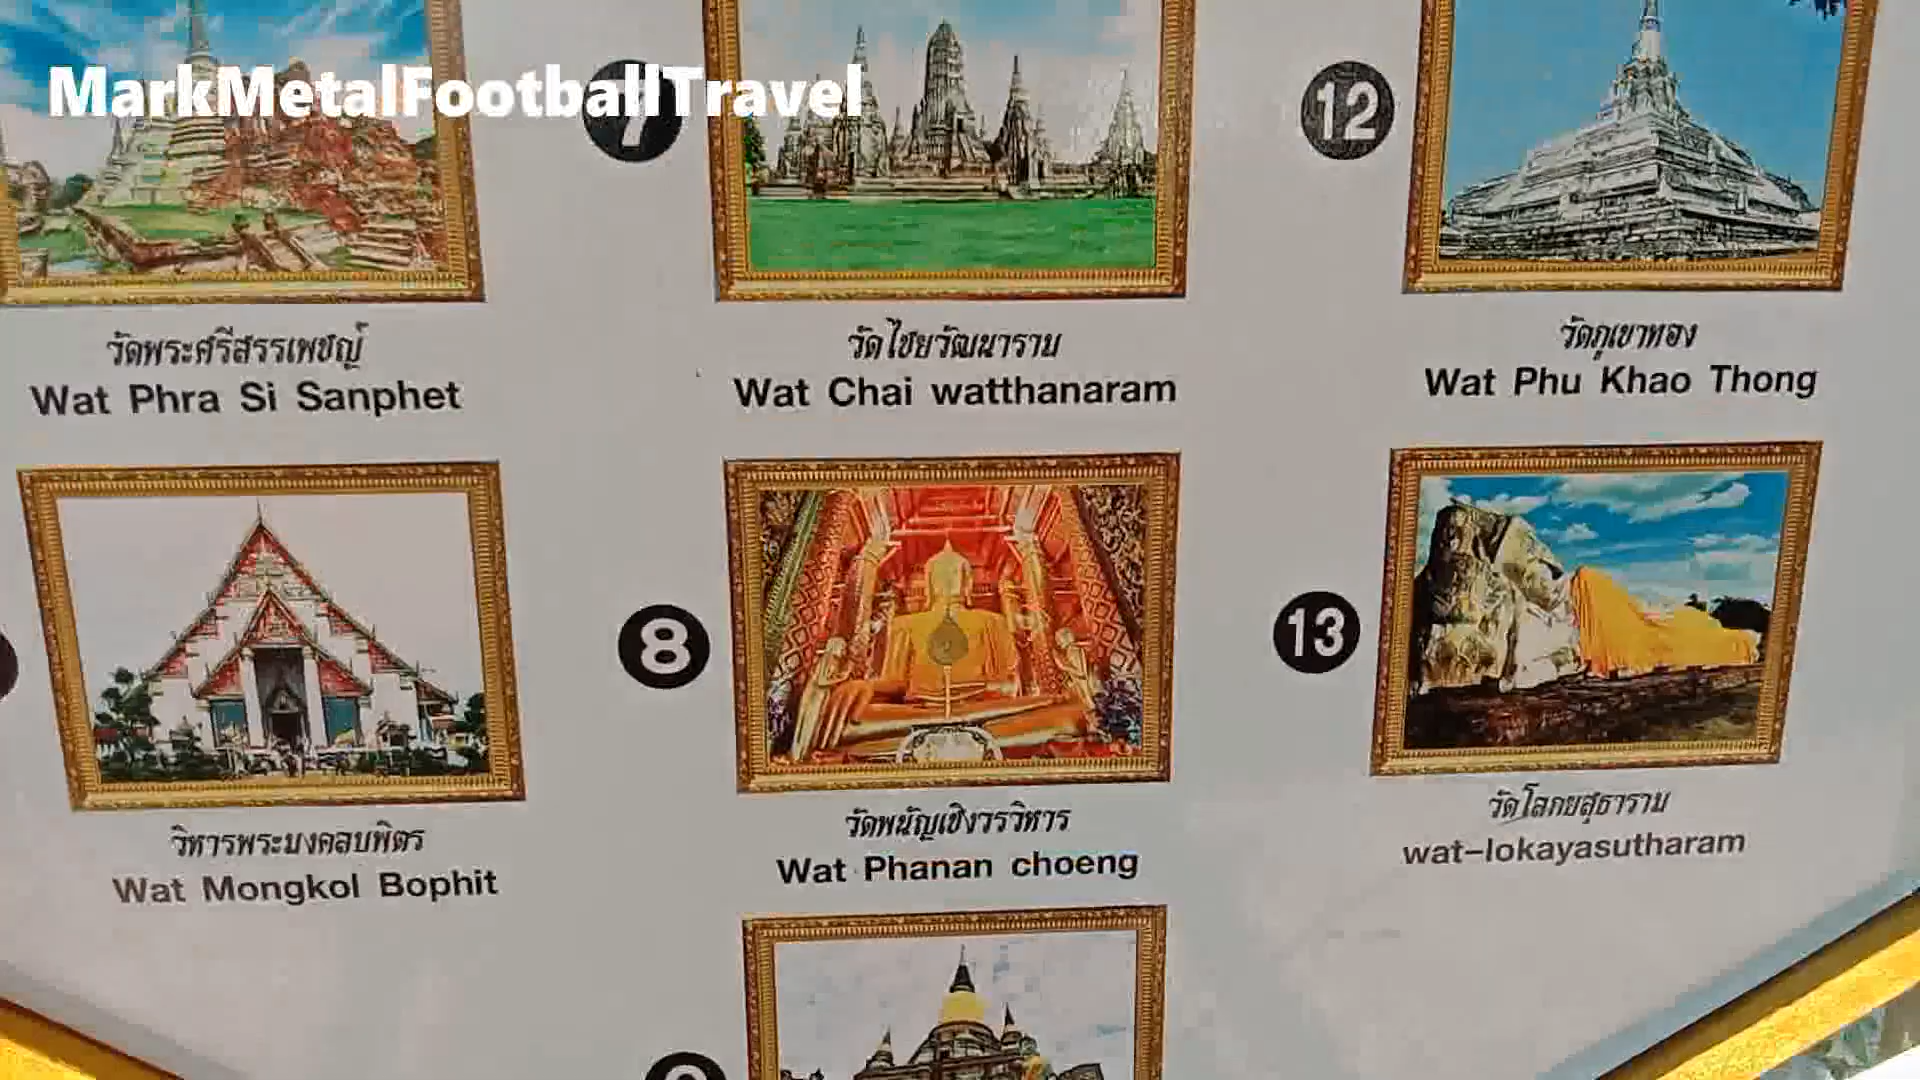 MarkMetalFootballTravel
7
12
วัดพระศรีสรรเพชญ์
Wat Phra Si Sanphet
วัดไชยวัฒนาราม
Wat Chai watthanaram
วัดภูเขาทอง
Wat Phu Khao Thong
8
13
วิหารพระมงคลบพิตร
Wat Mongkol Bophit
วัดพนัญเชิงวรวิหาร
Wat Phanan choeng
วัดโลกยสุธาราม
wat-lokayasutharam